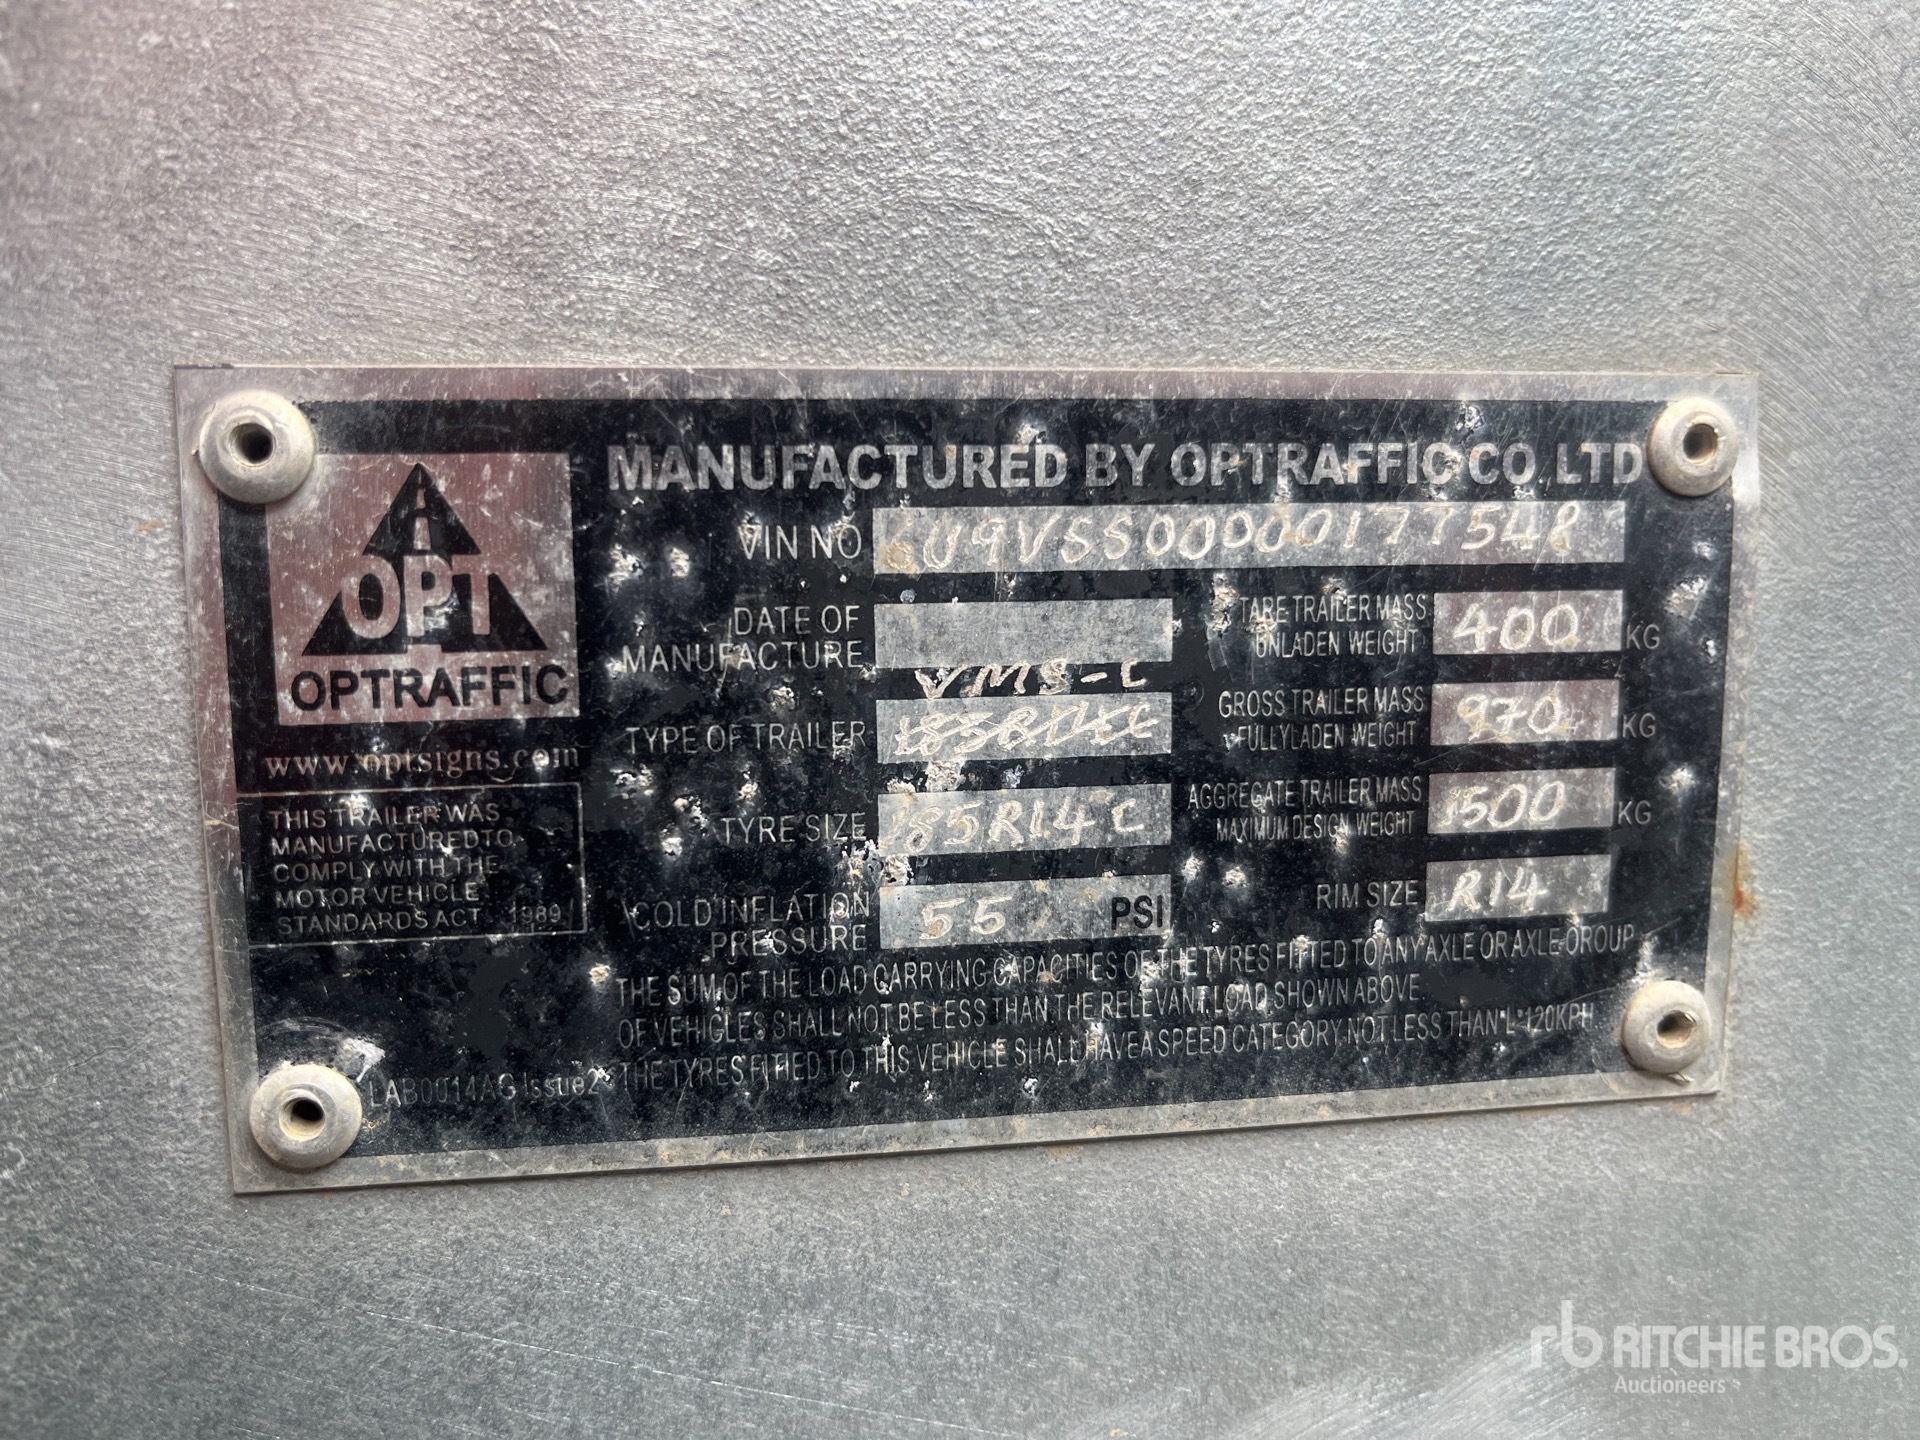 MANUFACTURED BY OPTRAFFIC CO. LTD
VIN NO 6U9VSS00000177548
DATE OF MANUFACTURE
TARE TRAILER MASS
UNLADEN WEIGHT 400 KG
VMS-C
TYPE OF TRAILER
GROSS TRAILER MASS
FULLYLADEN WEIGHT 970 KG
TYRE SIZE 185R14C
AGGREGATE TRAILER MASS
MAXIMUM DESIGN WEIGHT 1500 KG
COLD INFLATION PRESSURE 55 PSI
RIM SIZE R14
OPT
OPTRAFFIC
www.optsigns.com
THIS TRAILER WAS
MANUFACTURED TO
COMPLY WITH THE
MOTOR VEHICLE
STANDARDS ACT 1989
THE SUM OF THE LOAD CARRYING CAPACITIES OF THE TYRES FITTED TO ANY AXLE OR AXLE GROUP
OF VEHICLES SHALL NOT BE LESS THAN THE RELEVANT LOAD SHOWN ABOVE.
THE TYRES FITTED TO THIS VEHICLE SHALL HAVE A SPEED CATEGORY NOT LESS THAN "L" 120KPH
LAB0014AG Issue2
rb RITCHIE BROS.
Auctioneers